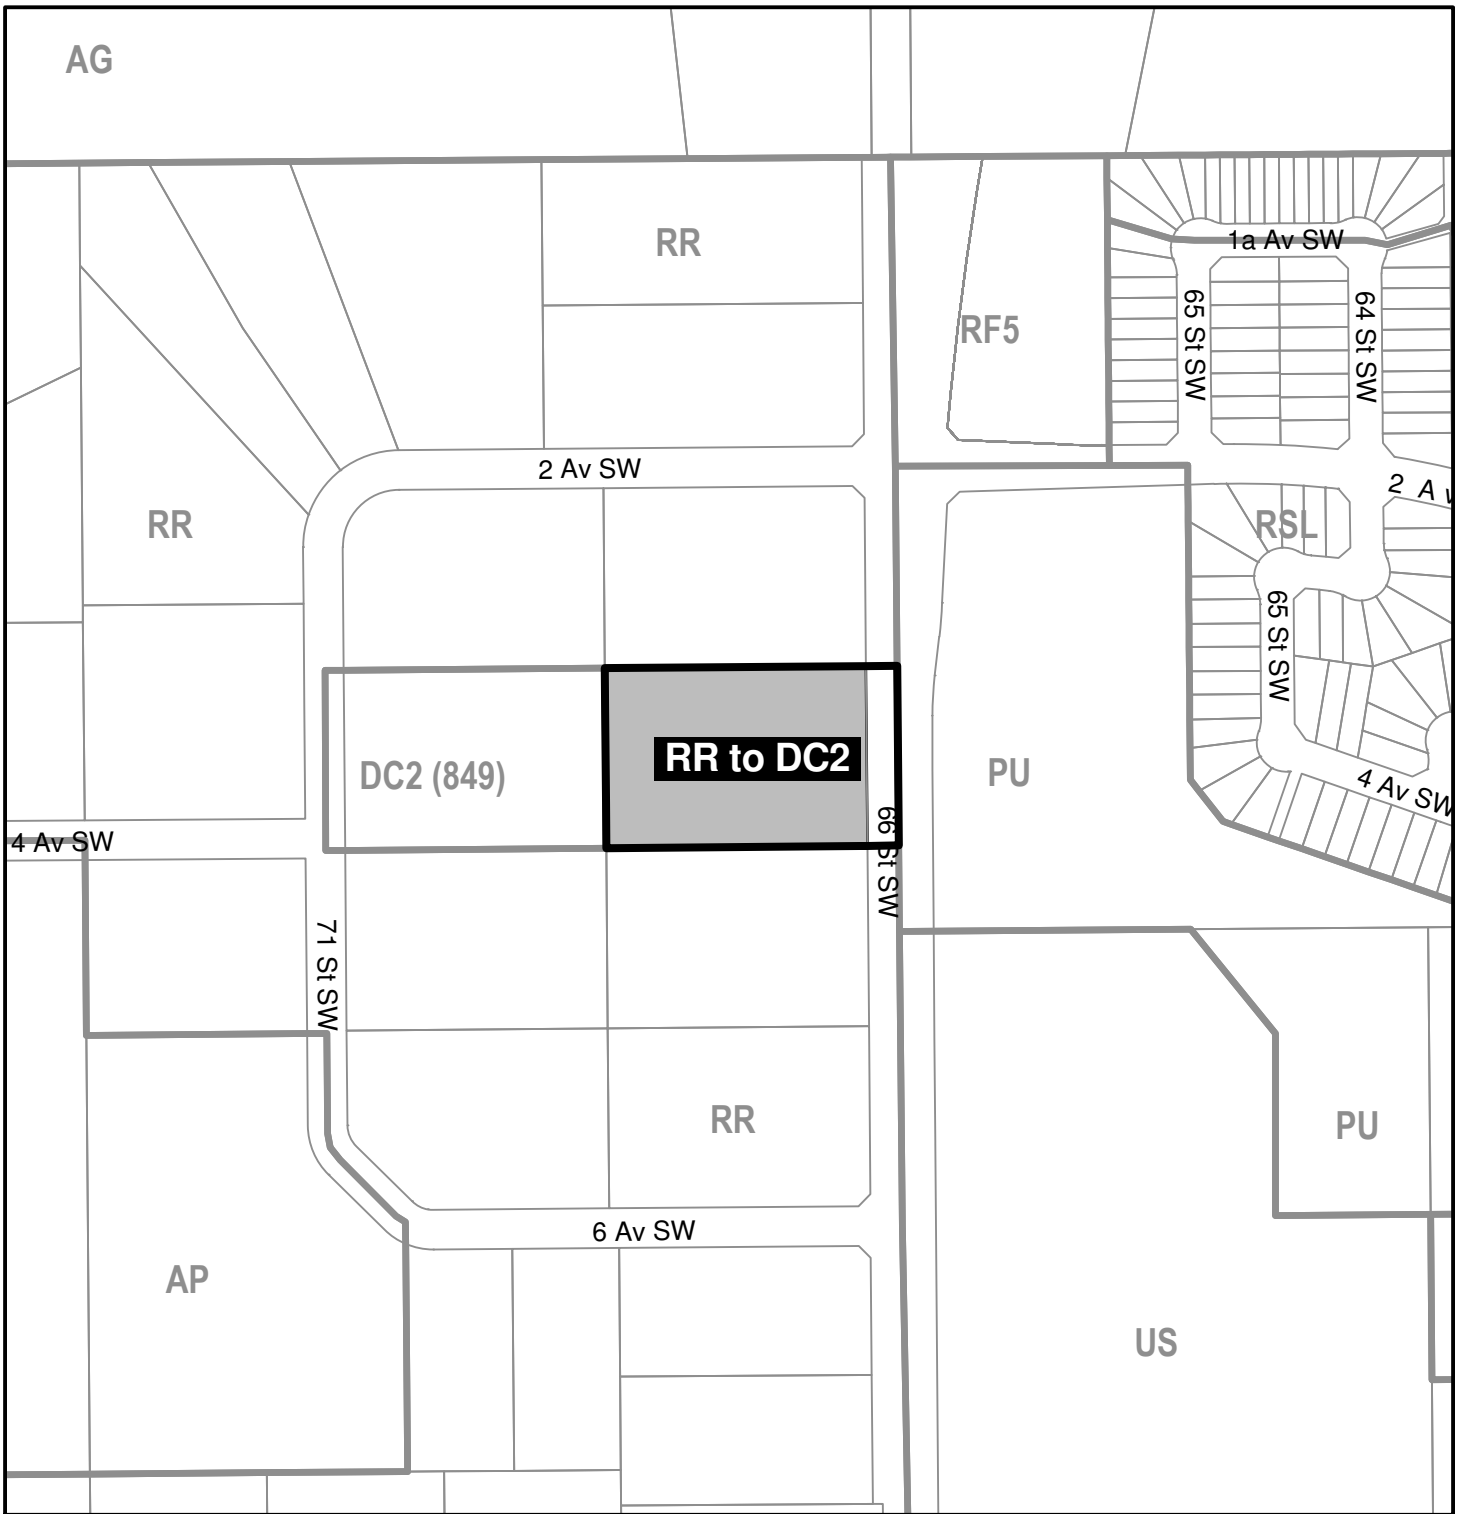 AG
RR
1a Av SW
65 St SW
64 St SW
RF5
2 Av SW
2 A v
RR
RSL
65 St SW
RR to DC2
DC2 (849)
PU
4 Av SW
66 St SW
4 Av SW
71 St SW
RR
PU
6 Av SW
AP
US